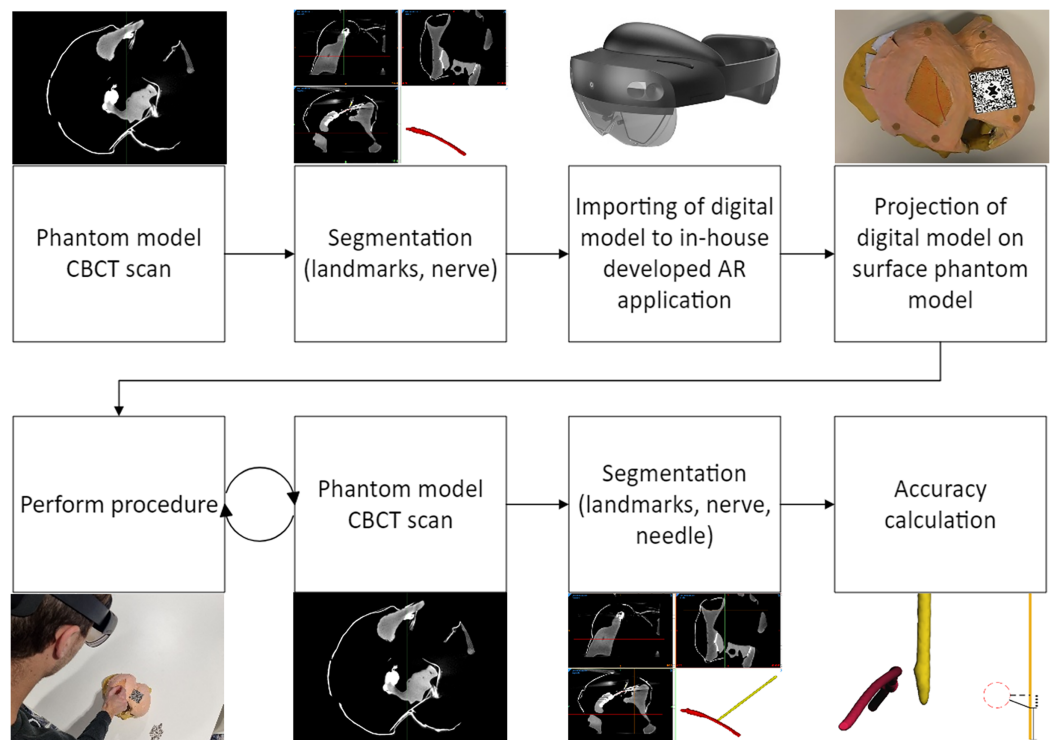 Phantom model
CBCT scan
Segmentation
(landmarks, nerve)
Importing of digital
model to in-house
developed AR
application
Projection of
digital model on
surface phantom
model
Perform procedure
Phantom model
CBCT scan
Segmentation
(landmarks, nerve,
needle)
Accuracy
calculation